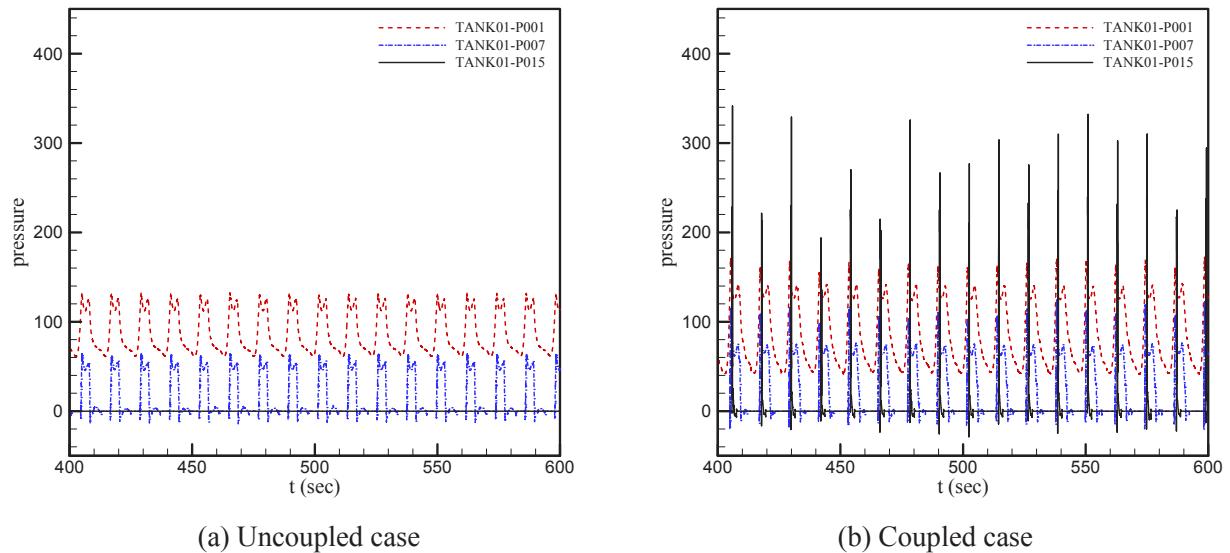 TANK01-P001
TANK01-P007
TANK01-P015
400
300
200
100
0
pressure
400 450 500 550 600
t (sec)
(a) Uncoupled case
TANK01-P001
TANK01-P007
TANK01-P015
400
300
200
100
0
pressure
400 450 500 550 600
t (sec)
(b) Coupled case